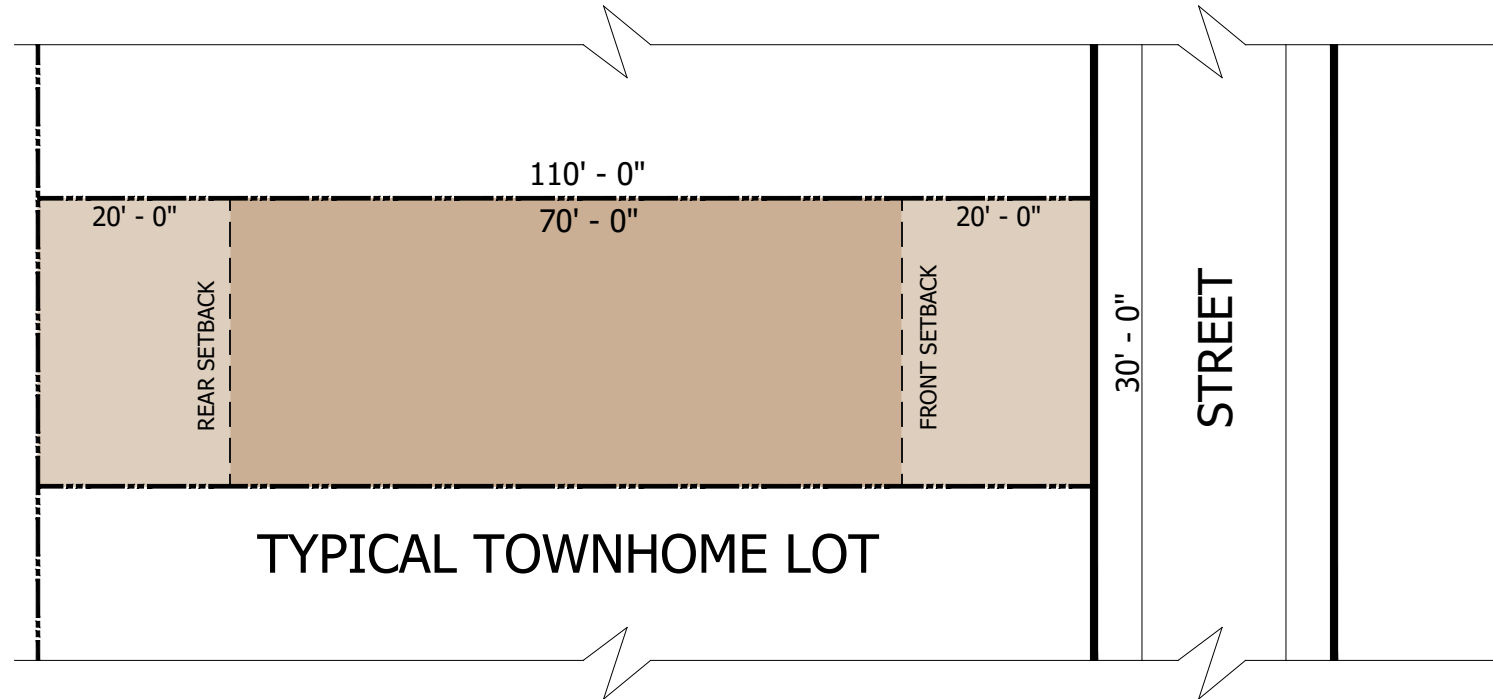 110' - 0"
20' - 0"
70' - 0"
20' - 0"
REAR SETBACK
FRONT SETBACK
30' - 0"
STREET
TYPICAL TOWNHOME LOT